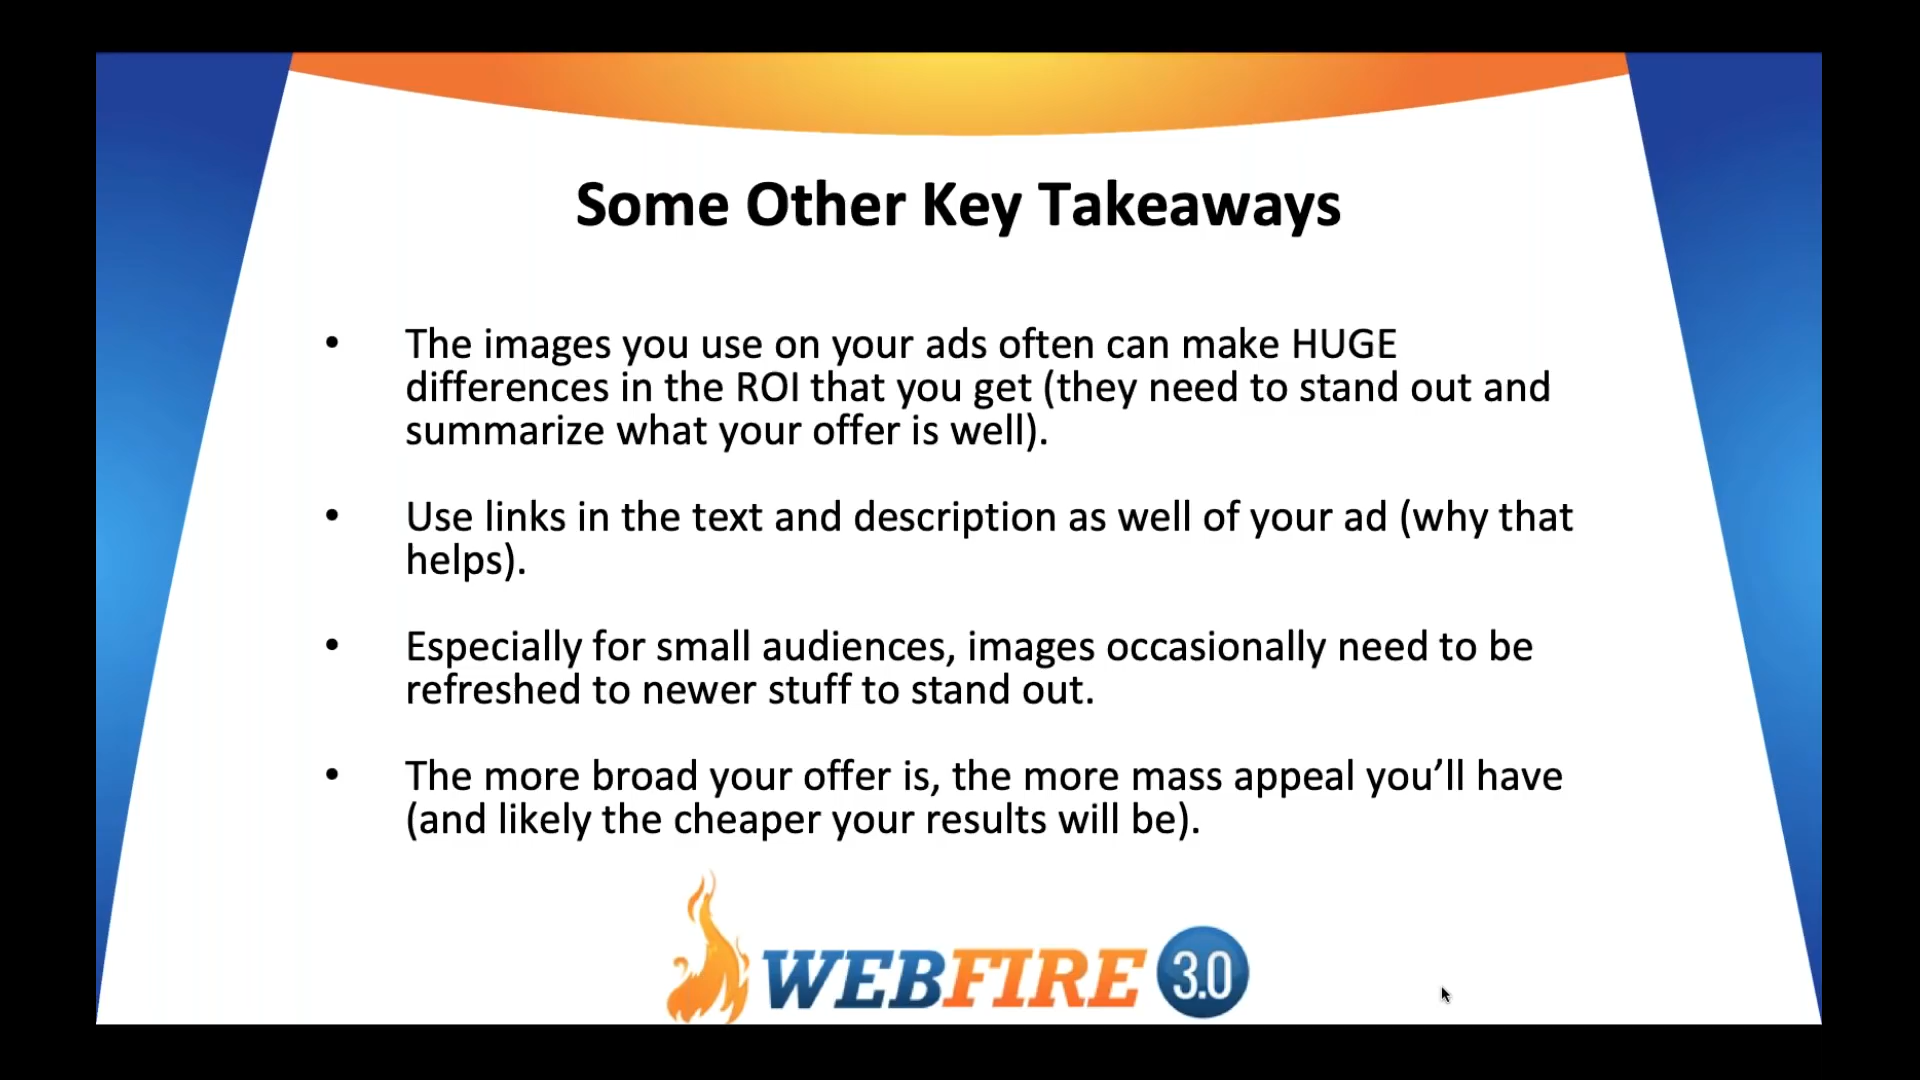 Some Other Key Takeaways
• The images you use on your ads often can make HUGE
differences in the ROI that you get (they need to stand out and
summarize what your offer is well).
• Use links in the text and description as well of your ad (why that
helps).
• Especially for small audiences, images occasionally need to be
refreshed to newer stuff to stand out.
• The more broad your offer is, the more mass appeal you’ll have
(and likely the cheaper your results will be).
WEBFIRE 3.0